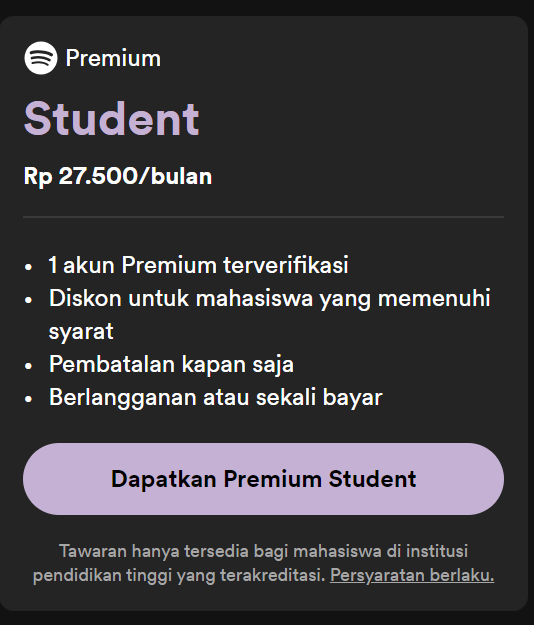 Premium
Student
Rp 27.500/bulan
• 1 akun Premium terverifikasi
• Diskon untuk mahasiswa yang memenuhi
syarat
• Pembatalan kapan saja
• Berlangganan atau sekali bayar
Dapatkan Premium Student
Tawaran hanya tersedia bagi mahasiswa di institusi
pendidikan tinggi yang terakreditasi. Persyaratan berlaku.